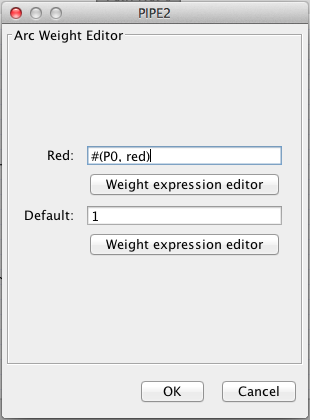 PIPE2
Arc Weight Editor
Red: #(P0, red)
Weight expression editor
Default: 1
Weight expression editor
OK Cancel